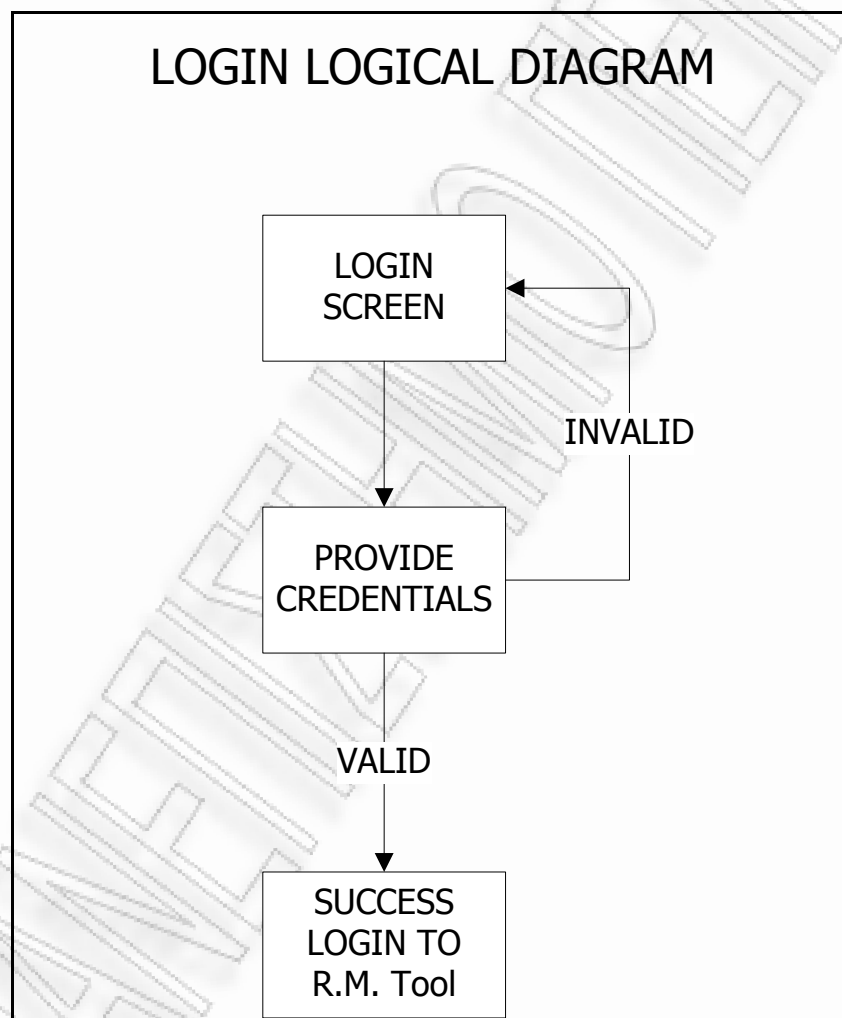 LOGIN LOGICAL DIAGRAM
LOGIN
SCREEN
INVALID
PROVIDE
CREDENTIALS
VALID
SUCCESS
LOGIN TO
R.M. Tool